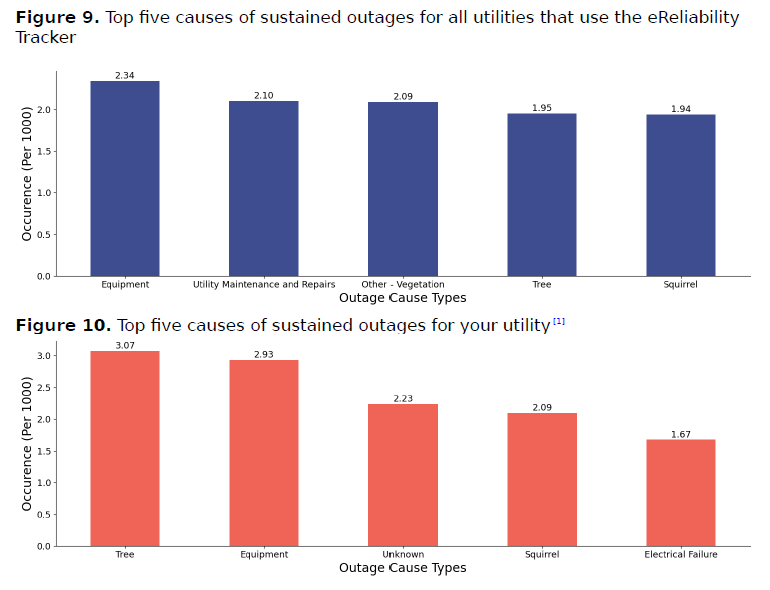 Figure 9. Top five causes of sustained outages for all utilities that use the eReliability
Tracker
2.34
2.10
2.09
1.95
1.94
Occurence (Per 1000)
2.0
1.5
1.0
0.5
0.0
Equipment
Utility Maintenance and Repairs
Other - Vegetation
Tree
Squirrel
Outage Cause Types
Figure 10. Top five causes of sustained outages for your utility [1]
3.07
2.93
2.23
2.09
1.67
Occurence (Per 1000)
3.0
2.5
2.0
1.5
1.0
0.5
0.0
Tree
Equipment
Unknown
Squirrel
Electrical Failure
Outage Cause Types